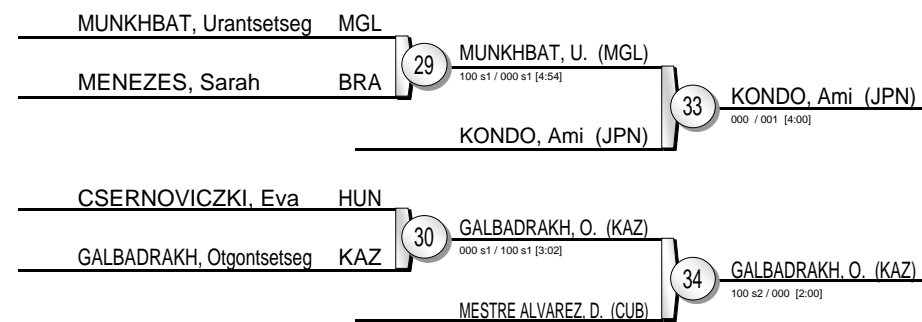 MUNKHBAT, Urantsetseg MGL
29
MUNKHBAT, U. (MGL)
100 s1 / 000 s1 [4:54]
MENEZES, Sarah BRA
33
KONDO, Ami (JPN)
000 / 001 [4:00]
KONDO, Ami (JPN)
CSERNOVICZKI, Eva HUN
30
GALBADRAKH, O. (KAZ)
000 s1 / 100 s1 [3:02]
GALBADRAKH, Otgontsetseg KAZ
34
GALBADRAKH, O. (KAZ)
100 s2 / 000 [2:00]
MESTRE ALVAREZ, D. (CUB)